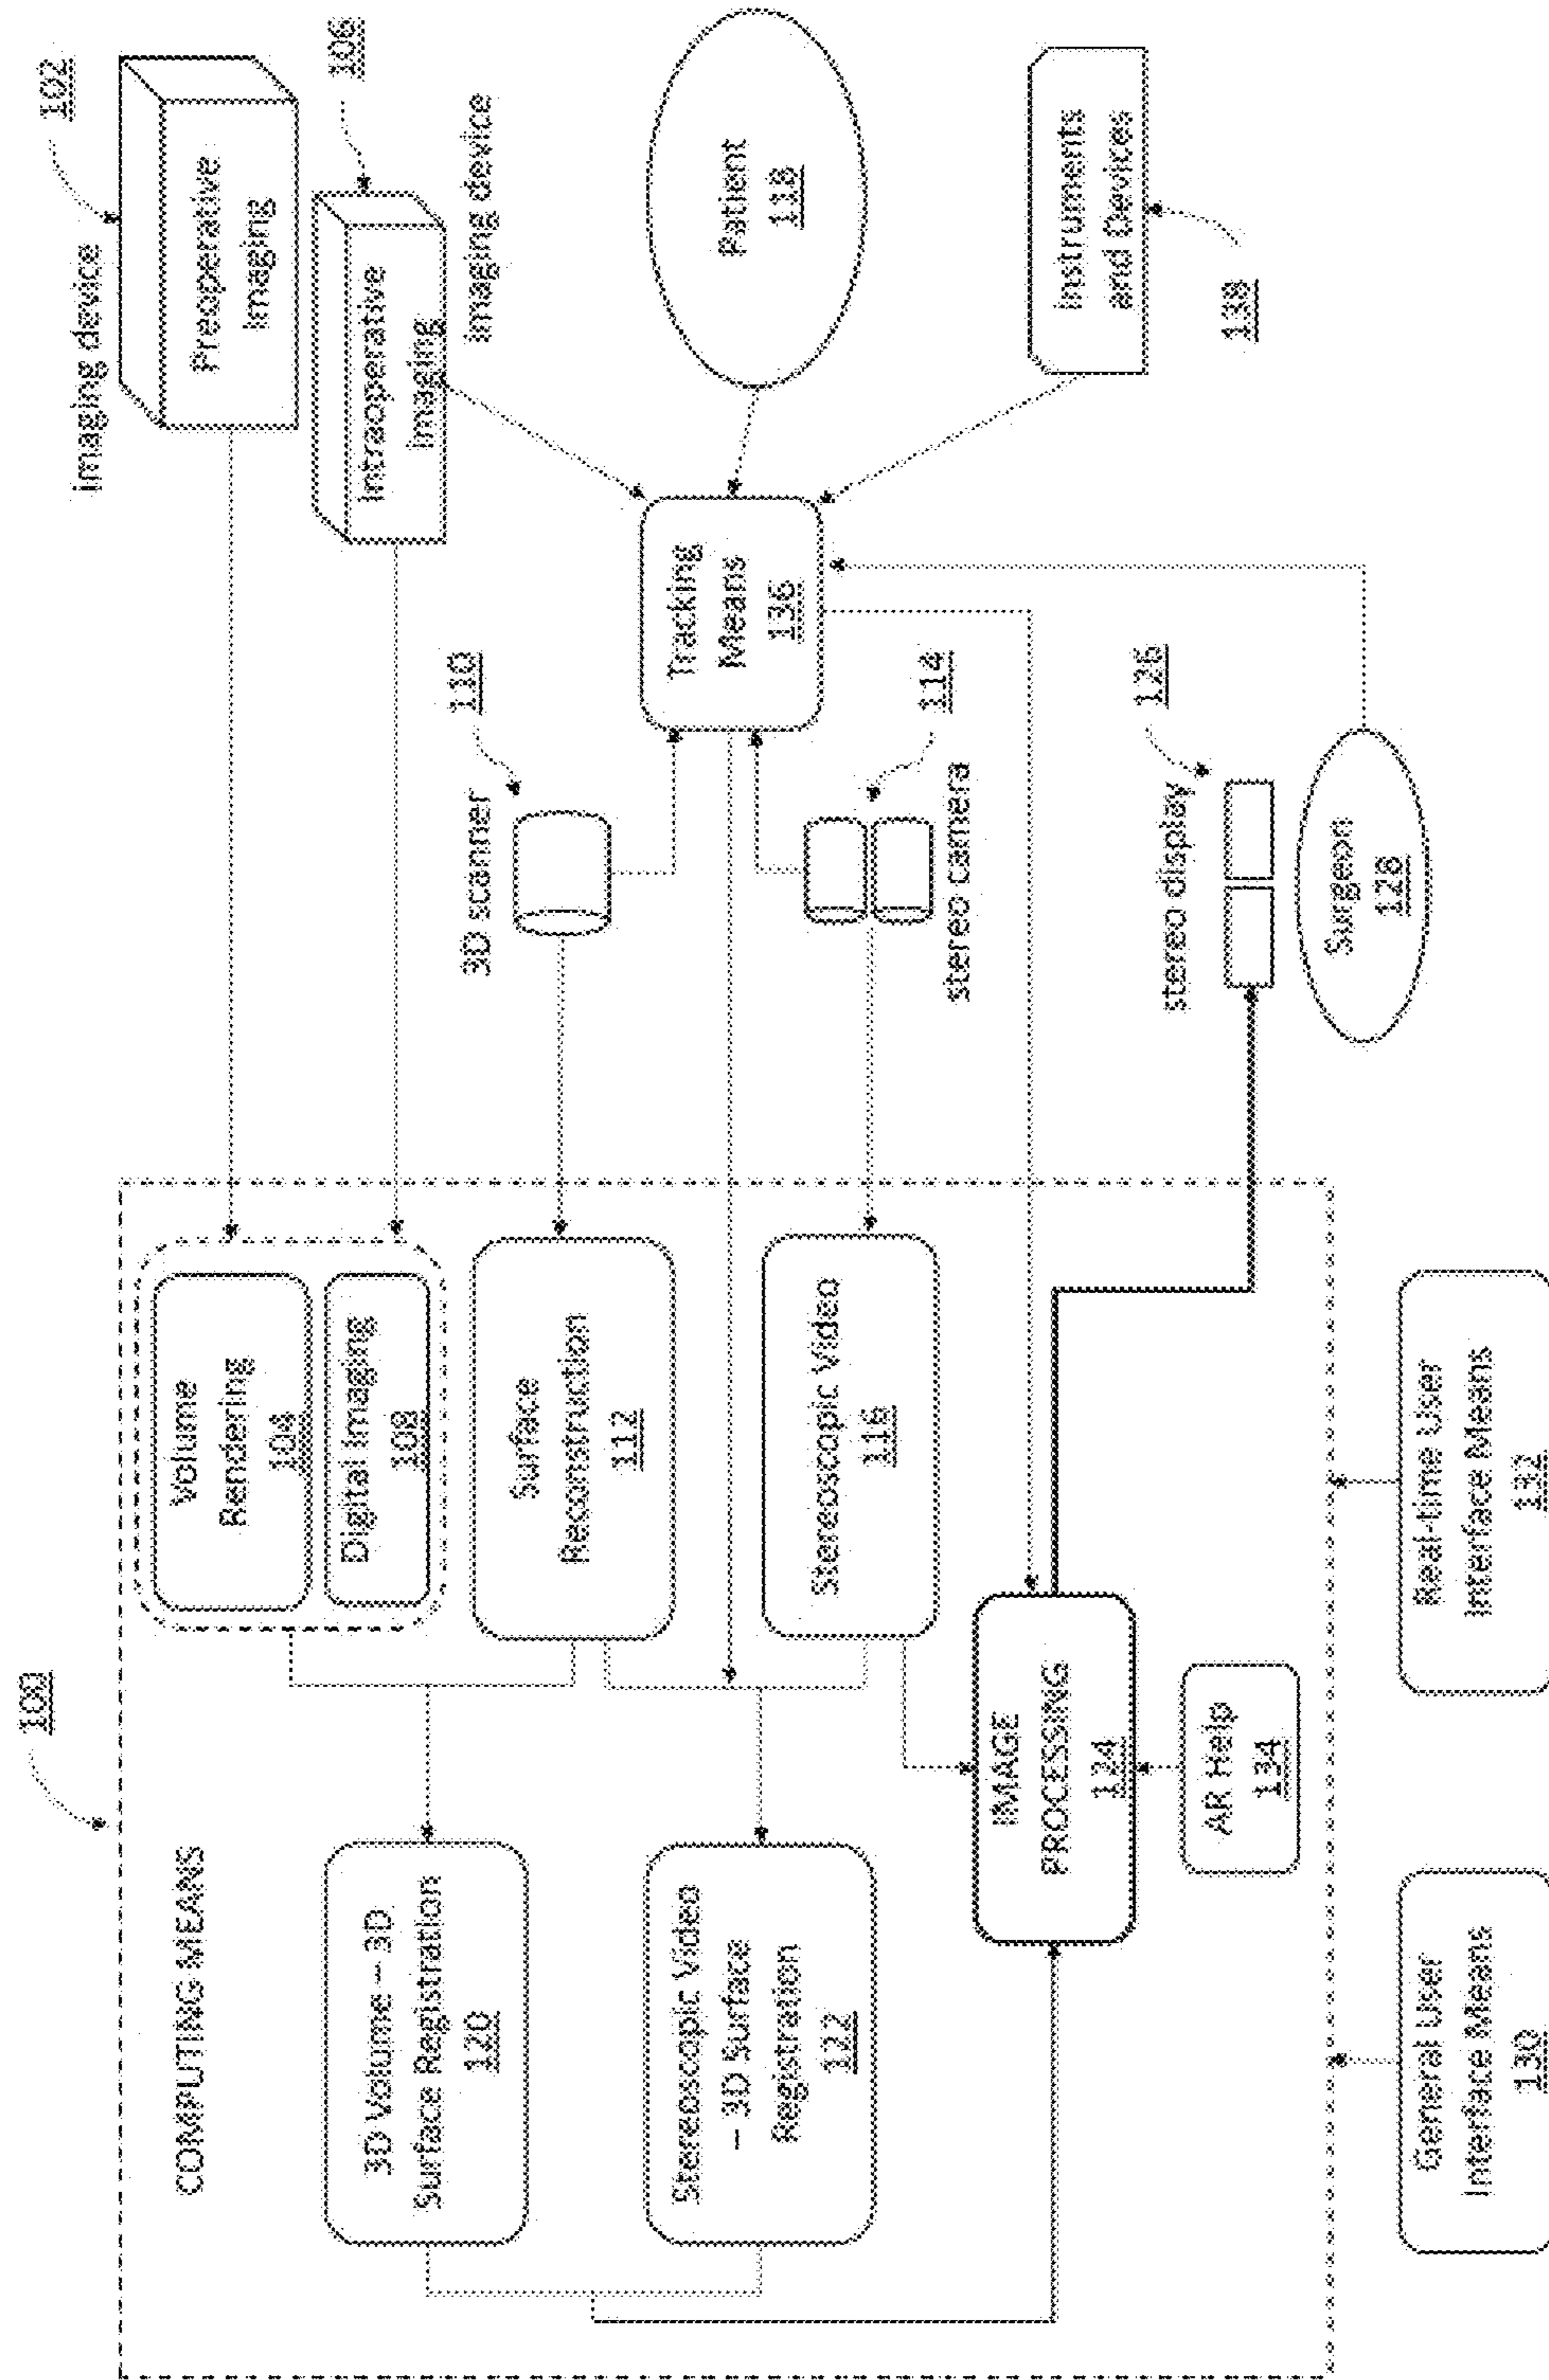 100
COMPUTING MEANS
3D Volume – 3D
Surface Registration
120
Stereoscopic Video
– 3D Surface
Registration
122
Volume
Rendering
104
Digital Imaging
108
Surface
Reconstruction
112
Stereoscopic Video
116
IMAGE
PROCESSING
124
AR Help
134
General User
Interface Means
130
Real-time User
Interface Means
132
imaging device
102
Preoperative
Imaging
106
Intraoperative
Imaging
imaging device
3D scanner
110
Tracking
Means
136
stereo camera
114
stereo display
126
Surgeon
128
Patient
118
Instruments
and Devices
138